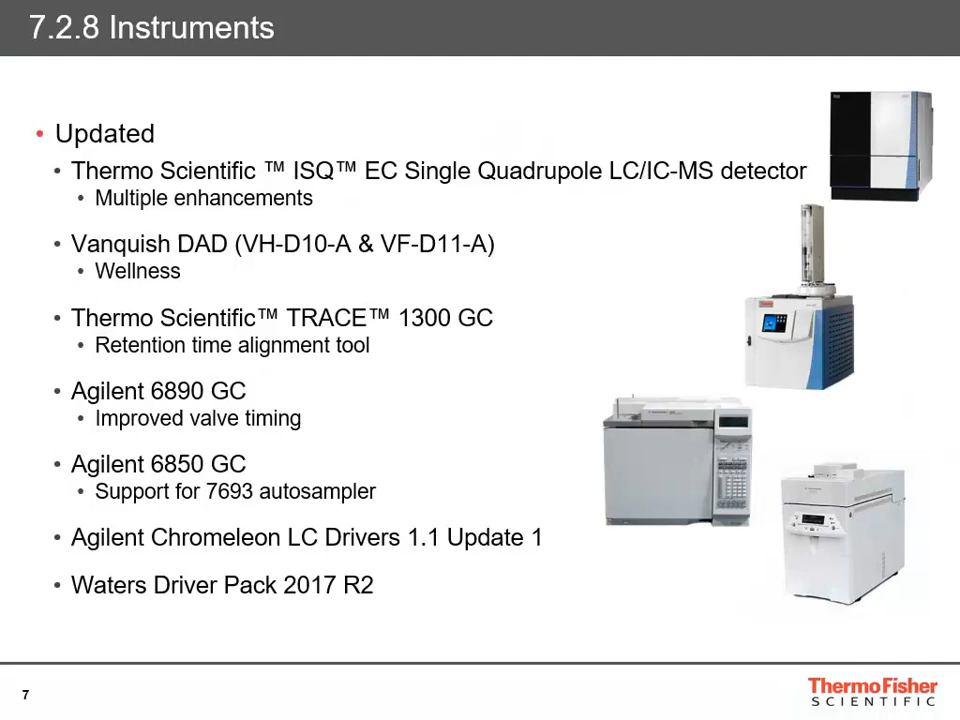 7.2.8 Instruments
• Updated
• Thermo Scientific ™ ISQ™ EC Single Quadrupole LC/IC-MS detector
• Multiple enhancements
• Vanquish DAD (VH-D10-A & VF-D11-A)
• Wellness
• Thermo Scientific™ TRACE™ 1300 GC
• Retention time alignment tool
• Agilent 6890 GC
• Improved valve timing
• Agilent 6850 GC
• Support for 7693 autosampler
• Agilent Chromeleon LC Drivers 1.1 Update 1
• Waters Driver Pack 2017 R2
7
ThermoFisher
SCIENTIFIC